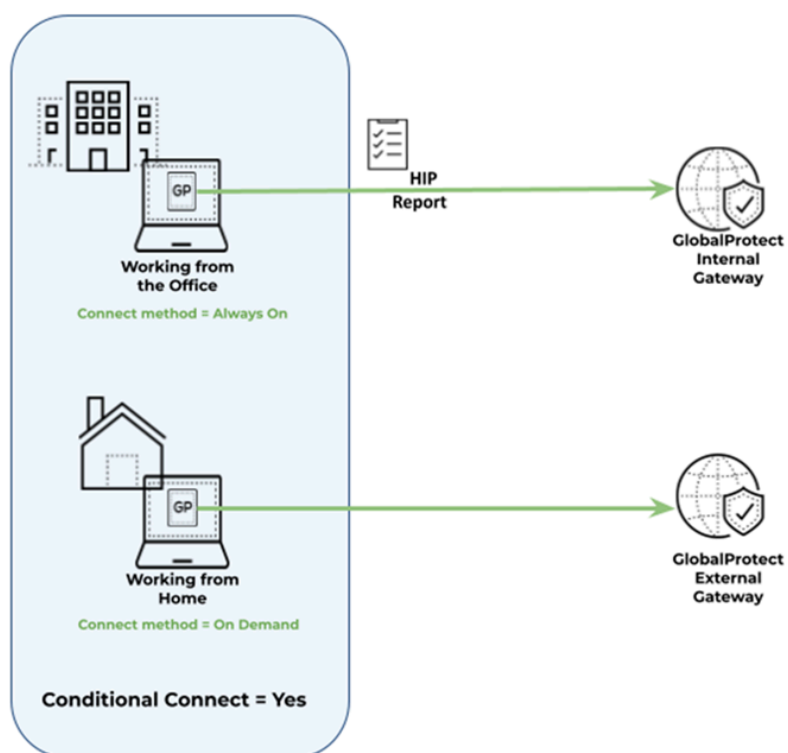 GP
HIP
Report
GlobalProtect
Internal
Gateway
Working from
the Office
Connect method = Always On
GP
GlobalProtect
External
Gateway
Working from
Home
Connect method = On Demand
Conditional Connect = Yes